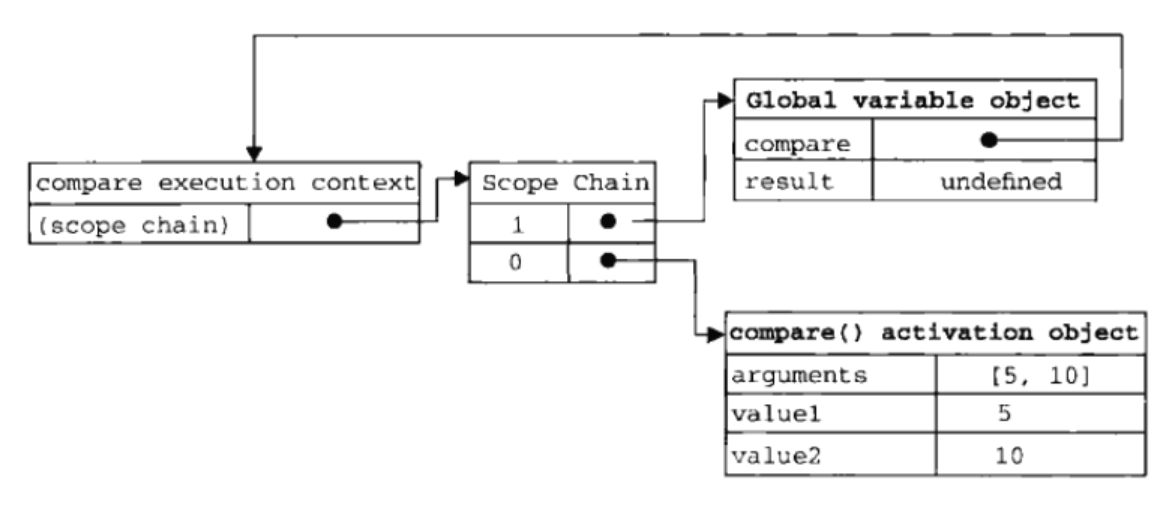 Global variable object
compare
result undefined
compare execution context
(scope chain)
Scope Chain
1
0
compare() activation object
arguments [5, 10]
value1 5
value2 10